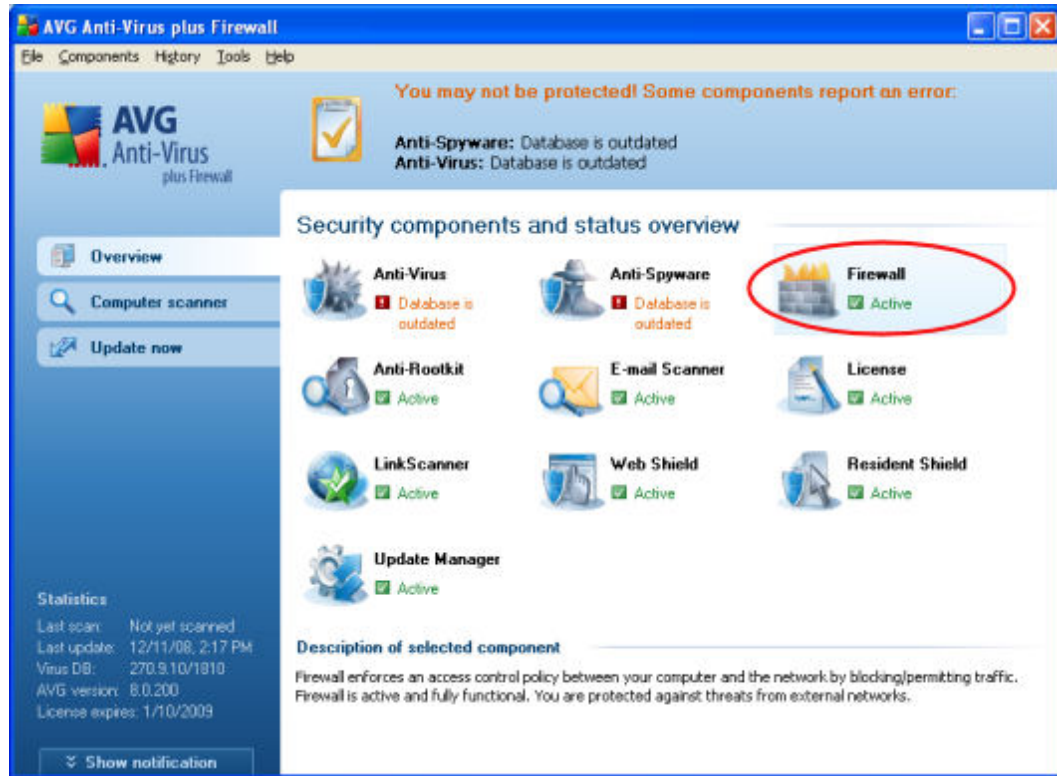 AVG Anti-Virus plus Firewall
File Components History Tools Help
AVG
Anti-Virus
plus Firewall
You may not be protected! Some components report an error:
Anti-Spyware: Database is outdated
Anti-Virus: Database is outdated
Overview
Computer scanner
Update now
Security components and status overview
Anti-Virus
Database is
outdated
Anti-Spyware
Database is
outdated
Firewall
Active
Anti-Rootkit
Active
E-mail Scanner
Active
License
Active
LinkScanner
Active
Web Shield
Active
Resident Shield
Active
Update Manager
Active
Statistics
Last scan: Not yet scanned
Last update: 12/11/08, 2:17 PM
Virus DB: 270.9.10/1810
AVG version: 8.0.200
License expires: 1/10/2009
Show notification
Description of selected component
Firewall enforces an access control policy between your computer and the network by blocking/permitting traffic.
Firewall is active and fully functional. You are protected against threats from external networks.